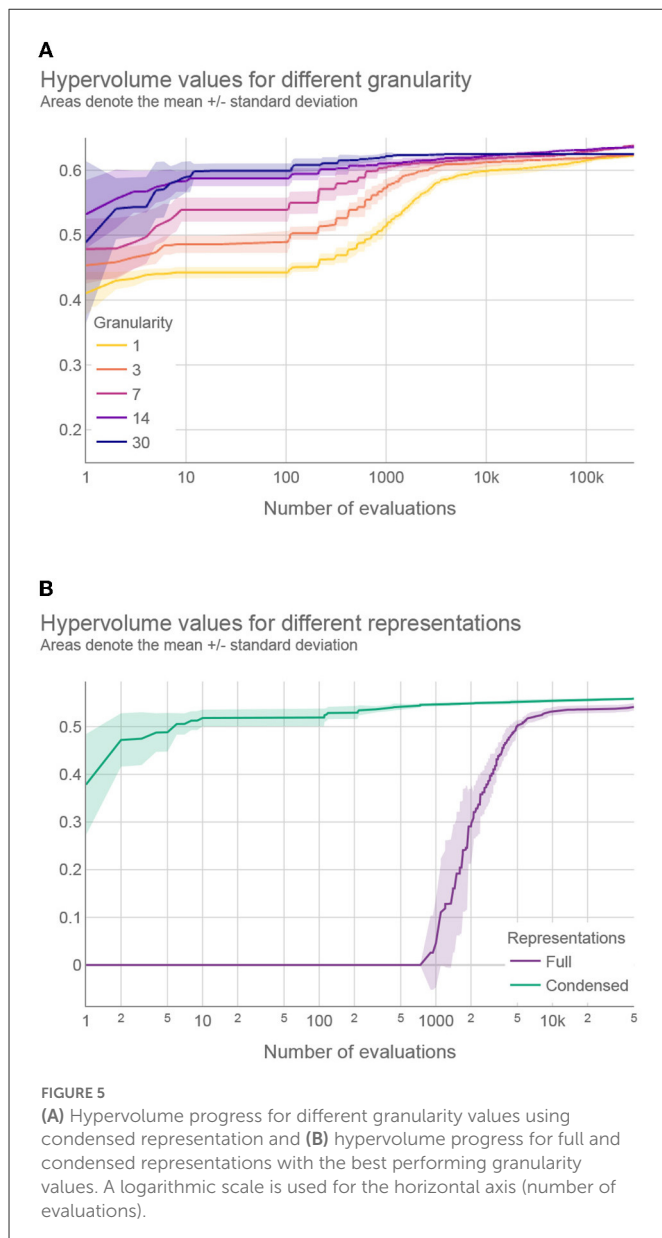 A
Hypervolume values for different granularity
Areas denote the mean +/- standard deviation
0.6
0.5
0.4
0.3
0.2
Granularity
1
3
7
14
30
1
10
100
1000
10k
100k
Number of evaluations
B
Hypervolume values for different representations
Areas denote the mean +/- standard deviation
0.5
0.4
0.3
0.2
0.1
0
Representations
Full
Condensed
1
2
5
10
2
5
100
2
5
1000
2
5
10k
2
5
Number of evaluations
FIGURE 5
(A) Hypervolume progress for different granularity values using
condensed representation and (B) hypervolume progress for full and
condensed representations with the best performing granularity
values. A logarithmic scale is used for the horizontal axis (number of
evaluations).